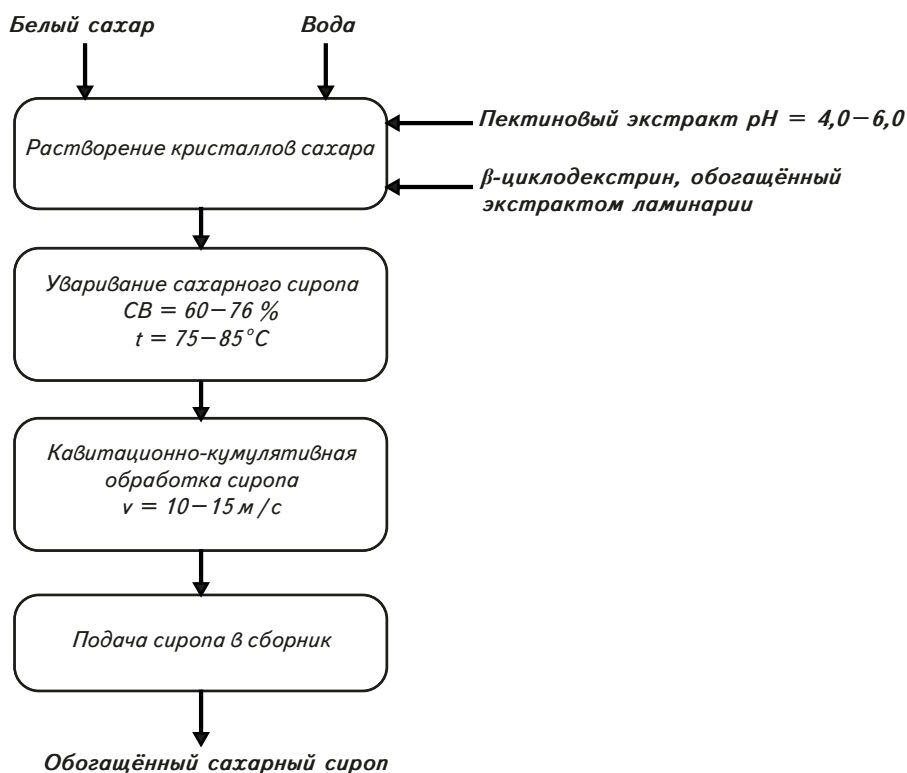 Белый сахар
Вода
Пектиновый экстракт pH = 4,0–6,0
Растворение кристаллов сахара
β-циклодекстрин, обогащённый
экстрактом ламинарии
Уваривание сахарного сиропа
СВ = 60–76 %
t = 75–85°C
Кавитационно-кумулятивная
обработка сиропа
v = 10–15 м/с
Подача сиропа в сборник
Обогащённый сахарный сироп